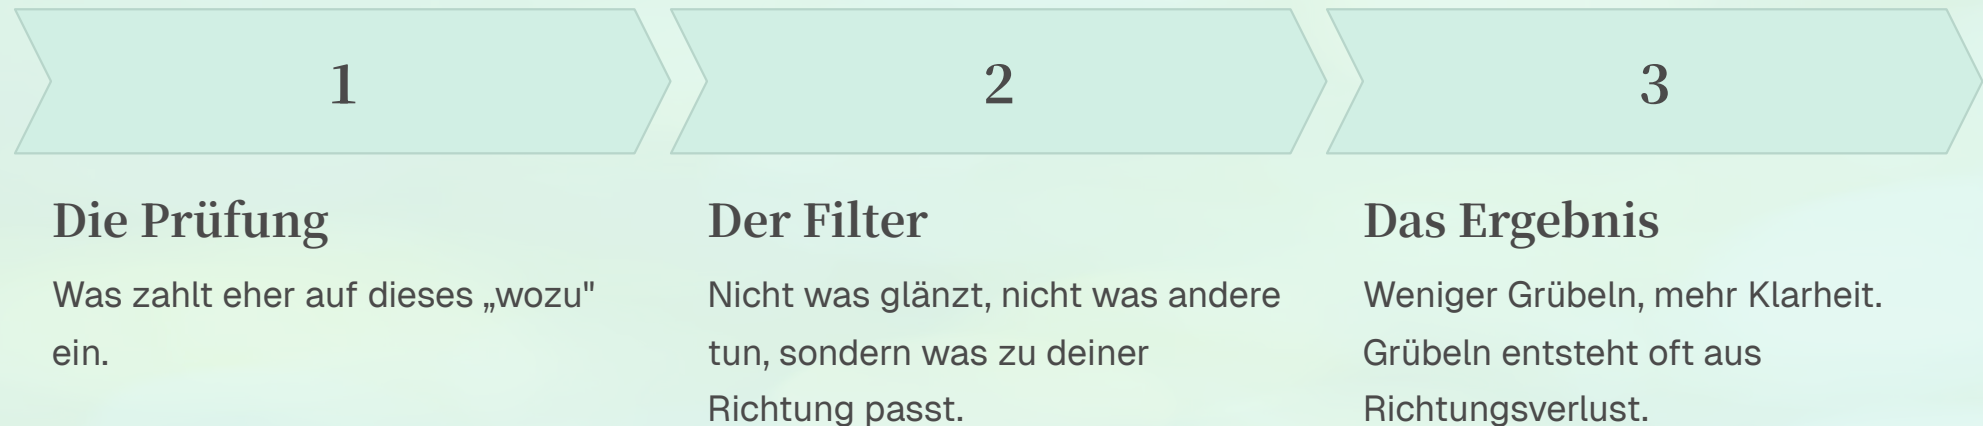 1
2
3
Die Prüfung
Was zahlt eher auf dieses „wozu"
ein.
Der Filter
Nicht was glänzt, nicht was andere
tun, sondern was zu deiner
Richtung passt.
Das Ergebnis
Weniger Grübeln, mehr Klarheit.
Grübeln entsteht oft aus
Richtungsverlust.